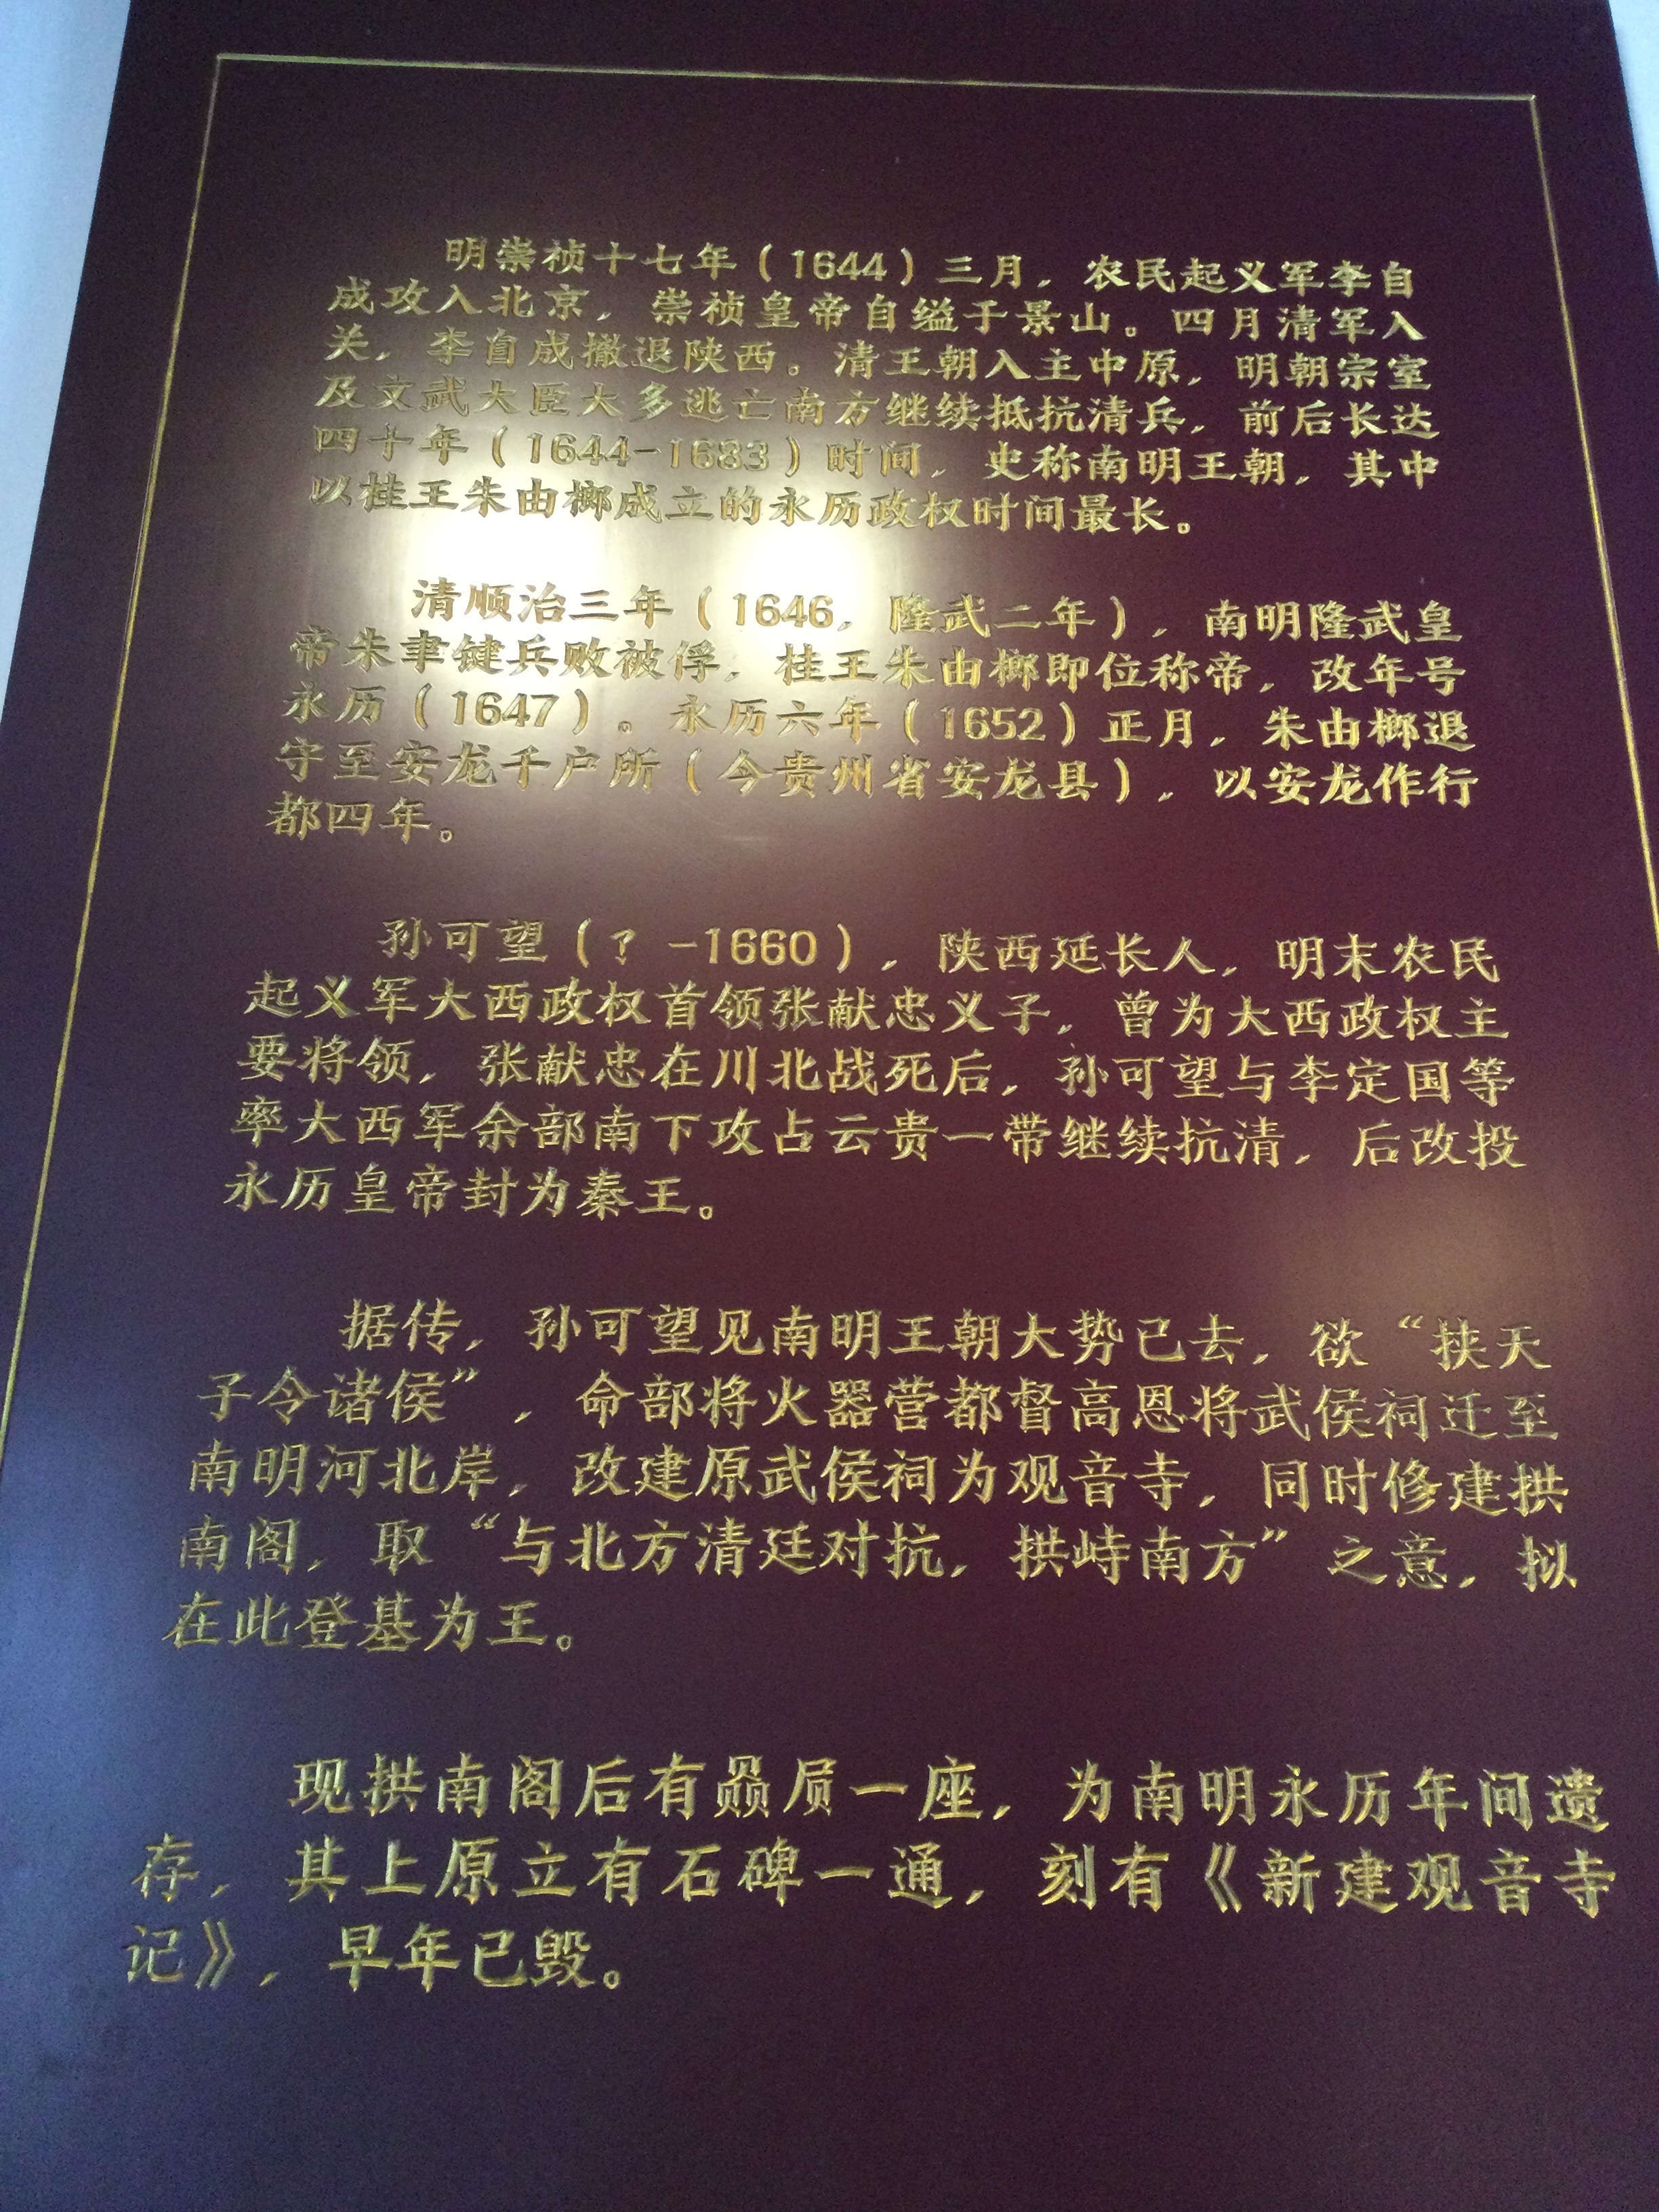 明崇祯十七年（1644）三月，农民起义军李自
成攻入北京，崇祯皇帝自缢于景山。四月清军入
关，李自成撤退陕西。清王朝入主中原，明朝宗室
及文武大臣大多逃亡南方继续抵抗清兵，前后长达
四十年（1644-1683）时间，史称南明王朝，其中
以桂王朱由榔成立的永历政权时间最长。
清顺治三年（1646，隆武二年），南明隆武皇
帝朱聿键兵败被俘，桂王朱由榔即位称帝，改年号
永历（1647）。永历六年（1652）正月，朱由榔退
守至安龙千户所（今贵州省安龙县），以安龙作行
都四年。
孙可望（？-1660），陕西延长人，明末农民
起义军大西政权首领张献忠义子，曾为大西政权主
要将领，张献忠在川北战死后，孙可望与李定国等
率大西军余部南下攻占云贵一带继续抗清，后改投
永历皇帝封为秦王。
据传，孙可望见南明王朝大势已去，欲“挟天
子令诸侯”，命部将火器营都督高恩将武侯祠迁至
南明河北岸，改建原武侯祠为观音寺，同时修建拱
南阁，取“与北方清廷对抗，拱峙南方”之意，拟
在此登基为王。
现拱南阁后有赑屃一座，为南明永历年间遗
存，其上原立有石碑一通，刻有《新建观音寺
记》，早年已毁。